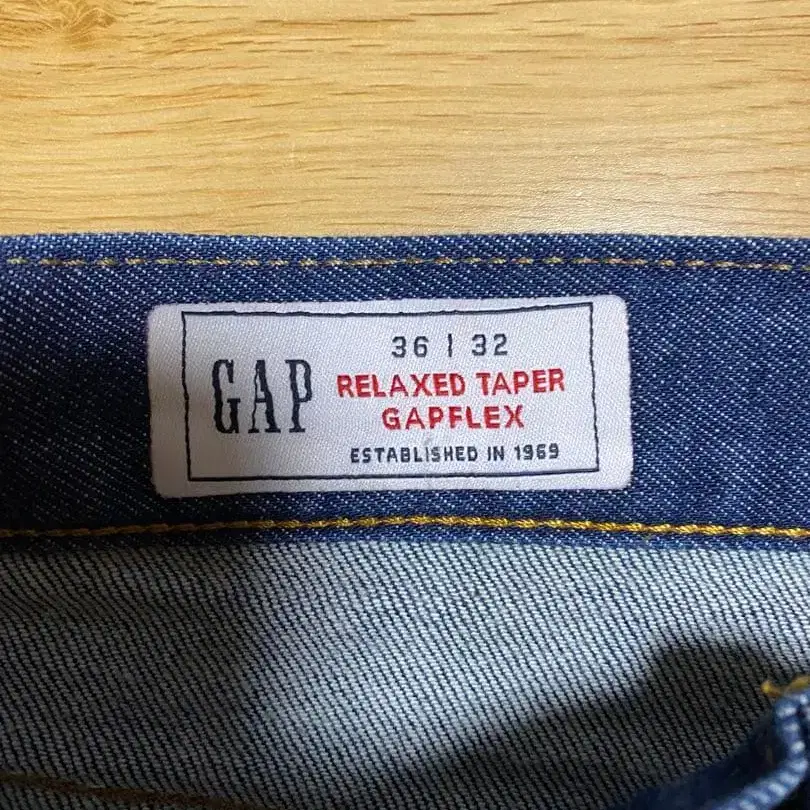 GAP
36 | 32
RELAXED TAPER
GAPFLEX
ESTABLISHED IN 1969